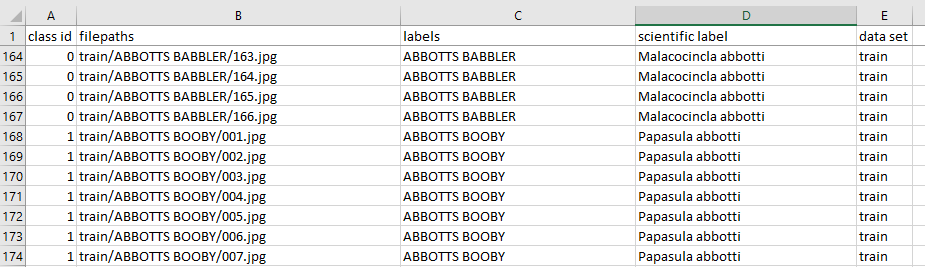 A B C D E
1 class id filepaths labels scientific label data set
164 0 train/ABBOTTS BABBLER/163.jpg ABBOTTS BABBLER Malacocincla abbotti train
165 0 train/ABBOTTS BABBLER/164.jpg ABBOTTS BABBLER Malacocincla abbotti train
166 0 train/ABBOTTS BABBLER/165.jpg ABBOTTS BABBLER Malacocincla abbotti train
167 0 train/ABBOTTS BABBLER/166.jpg ABBOTTS BABBLER Malacocincla abbotti train
168 1 train/ABBOTTS BOOBY/001.jpg ABBOTTS BOOBY Papasula abbotti train
169 1 train/ABBOTTS BOOBY/002.jpg ABBOTTS BOOBY Papasula abbotti train
170 1 train/ABBOTTS BOOBY/003.jpg ABBOTTS BOOBY Papasula abbotti train
171 1 train/ABBOTTS BOOBY/004.jpg ABBOTTS BOOBY Papasula abbotti train
172 1 train/ABBOTTS BOOBY/005.jpg ABBOTTS BOOBY Papasula abbotti train
173 1 train/ABBOTTS BOOBY/006.jpg ABBOTTS BOOBY Papasula abbotti train
174 1 train/ABBOTTS BOOBY/007.jpg ABBOTTS BOOBY Papasula abbotti train